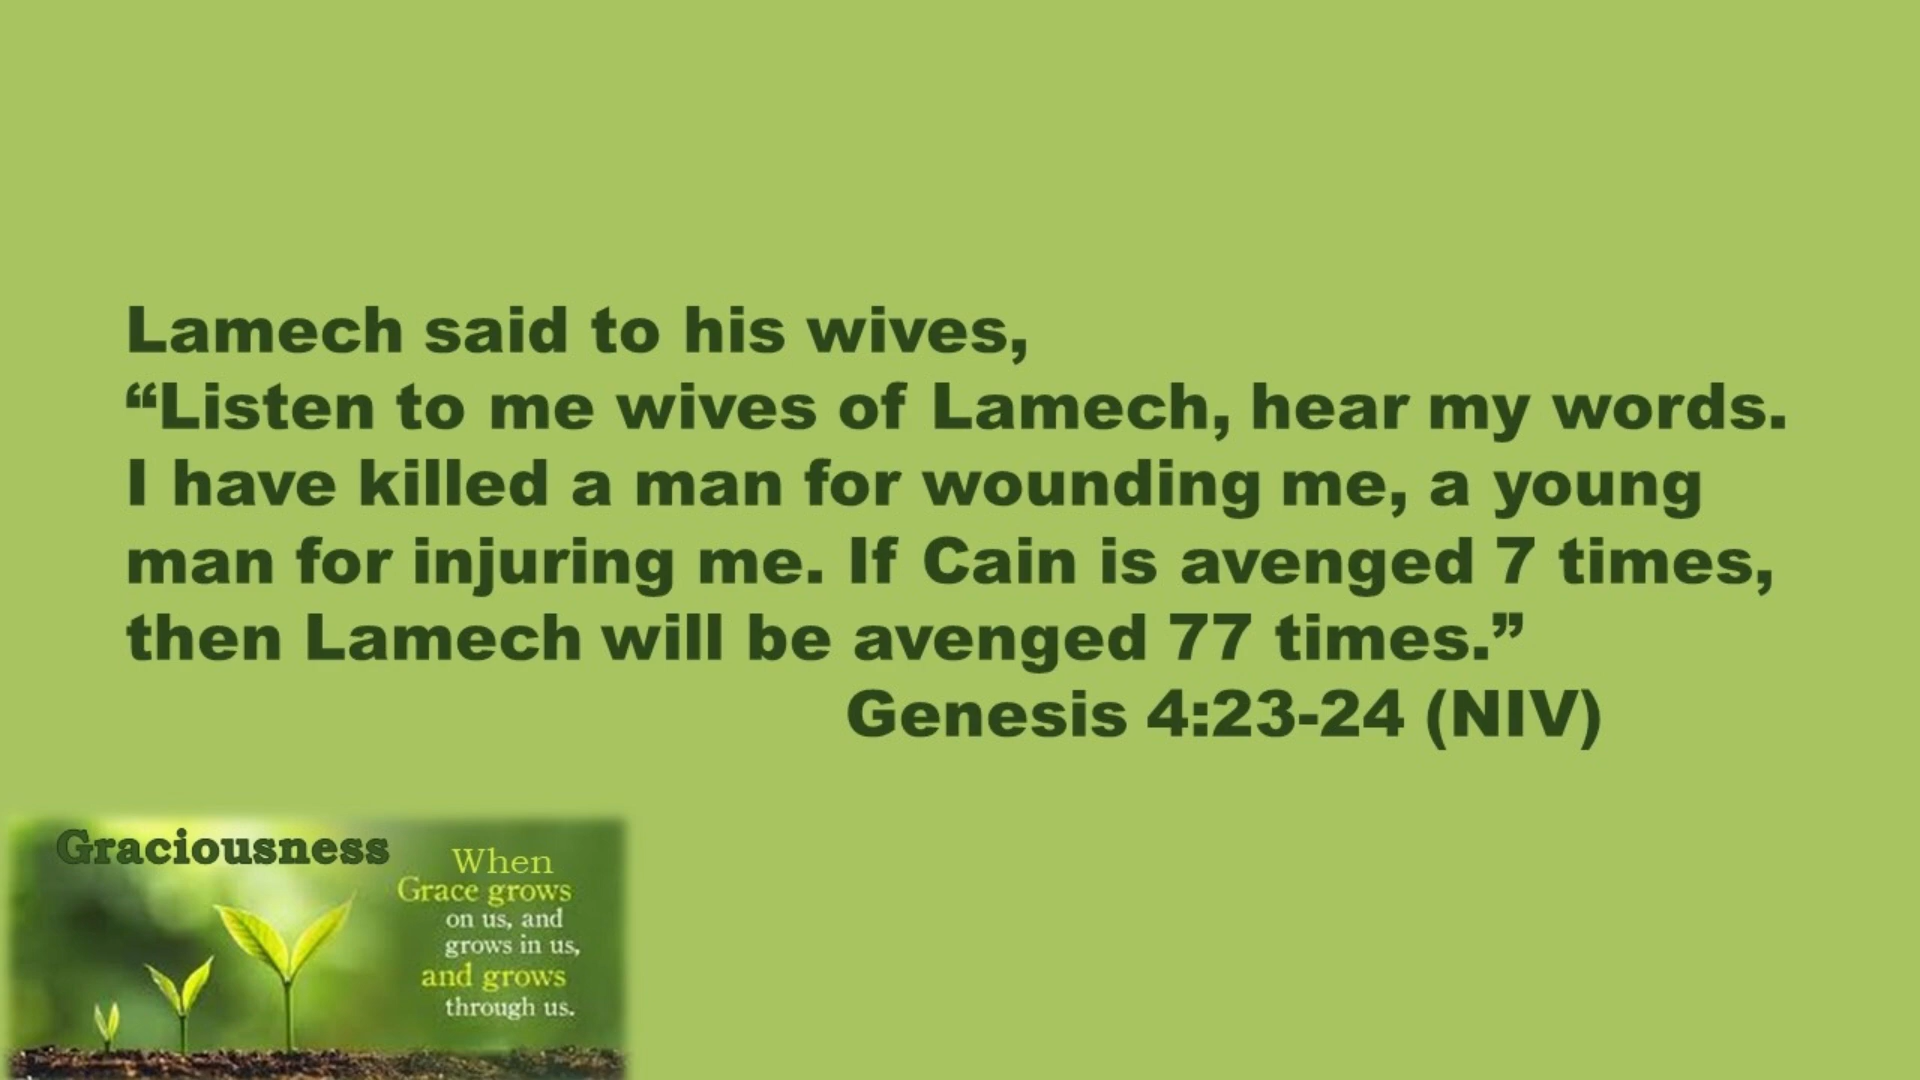 Lamech said to his wives,
“Listen to me wives of Lamech, hear my words.
I have killed a man for wounding me, a young
man for injuring me. If Cain is avenged 7 times,
then Lamech will be avenged 77 times.”
Genesis 4:23-24 (NIV)
Graciousness
When
Grace grows
on us, and
grows in us,
and grows
through us.